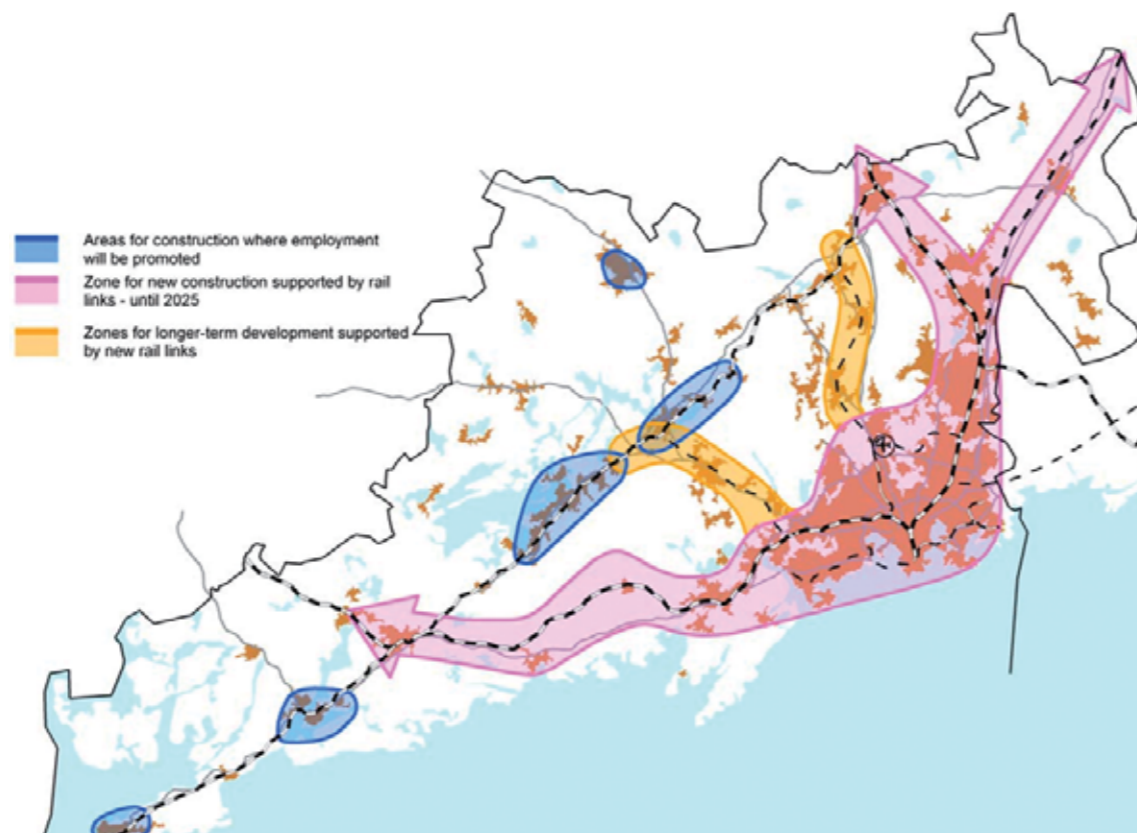 Areas for construction where employment
will be promoted
Zone for new construction supported by rail
links - until 2025
Zones for longer-term development supported
by new rail links